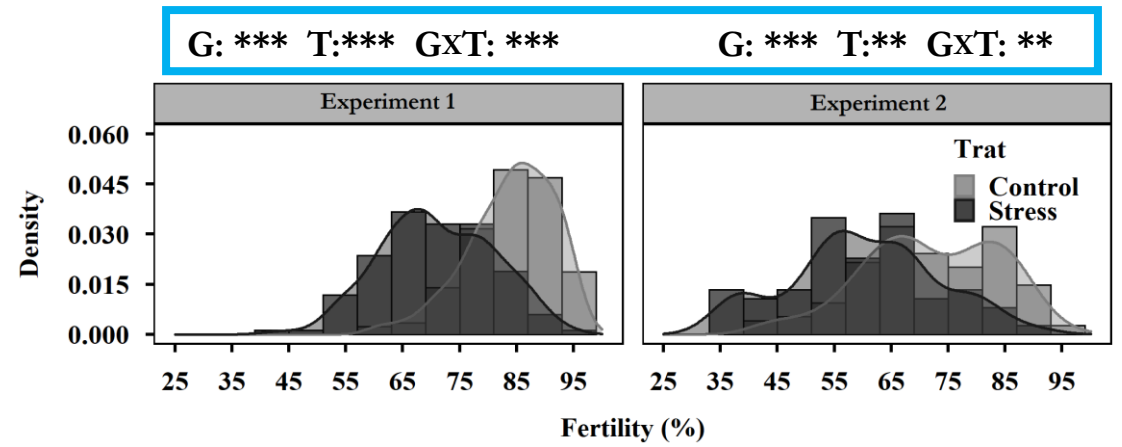 G: *** T:*** GxT: *** G: *** T:** GxT: **
Experiment 1 Experiment 2
0.060
0.045
0.030
0.015
0.000
Density
Trat
Control
Stress
25 35 45 55 65 75 85 95 25 35 45 55 65 75 85 95
Fertility (%)